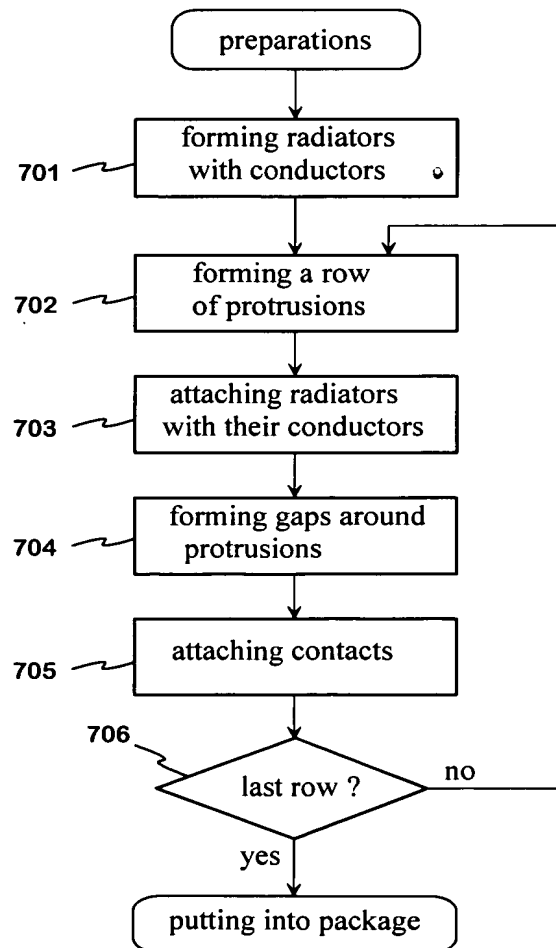 preparations
forming radiators
with conductors
701
forming a row
of protrusions
702
attaching radiators
with their conductors
703
forming gaps around
protrusions
704
attaching contacts
705
706
last row ?
no
yes
putting into package